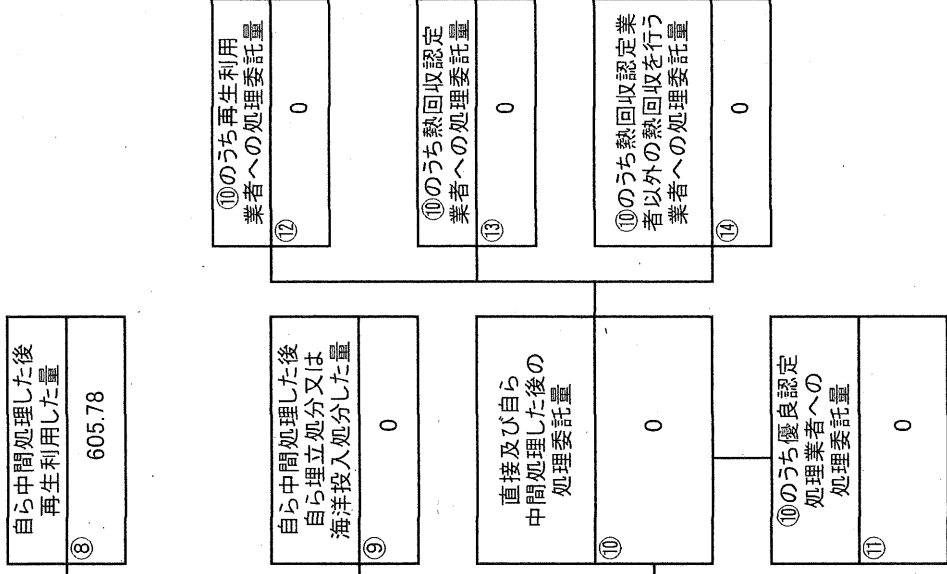 自ら中間処理した後
再生利用した量
⑧
605.78
自ら中間処理した後
自ら埋立処分又は
海洋投入処分した量
⑨
0
直接及び自ら
中間処理した後の
処理委託量
⑩
0
⑩のうち優良認定
処理業者への
処理委託量
⑪
0
⑩のうち再生利用
業者への処理委託量
⑫
0
⑩のうち熱回収認定
業者への処理委託量
⑬
0
⑩のうち熱回収認定業
者以外の熱回収を行う
業者への処理委託量
⑭
0